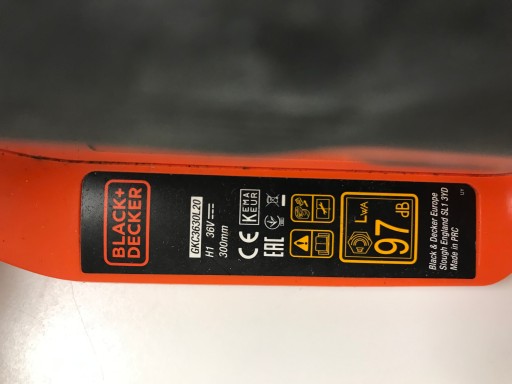 BLACK+
DECKER
GKC3630L20
H1 36V
300mm
CE
KEMA
KEUR
EAC
LWA
97 dB
Black & Decker Europe
Slough England SL1 3YD
Made in PRC